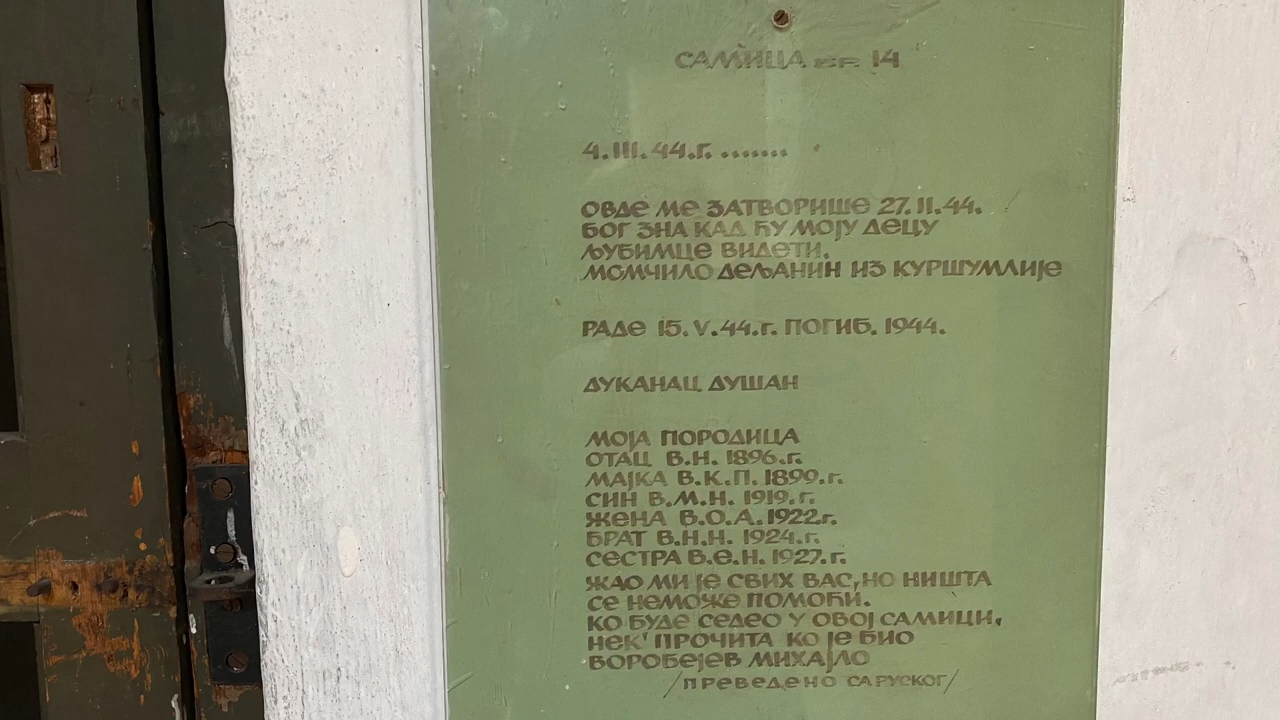 САМИЦА БР. 14
4. III. 44. г. .......
ОВДЕ МЕ ЗАТВОРИШЕ 27. II. 44.
БОГ ЗНА КАД ЋУ МОЈУ ДЕЦУ
ЉУБИМЦЕ ВИДЕТИ.
МОМЧИЛО ДЕЉАНИН ИЗ КУРШУМЛИЈЕ
РАДЕ 15. V. 44. г. ПОГИБ. 1944.
ДУКАНАЦ ДУШАН
МОЈА ПОРОДИЦА
ОТАЦ В.Н. 1896. г.
МАЈКА В.К.П. 1899. г.
СИН В.М.Н. 1919. г.
ЖЕНА В.О.А. 1922. г.
БРАТ В.Н.Н. 1924. г.
СЕСТРА В.Е.Н. 1927. г.
ЖАО МИ ЈЕ СВИХ ВАС, НО НИШТА
СЕ НЕМОЖЕ ПОМОЋИ.
КО БУДЕ СЕДЕО У ОВОЈ САМИЦИ,
НЕК' ПРОЧИТА КО ЈЕ БИО
ВОРОБЕЈЕВ МИХАЈЛО
/ПРЕВЕДЕНО СА РУСКОГ/